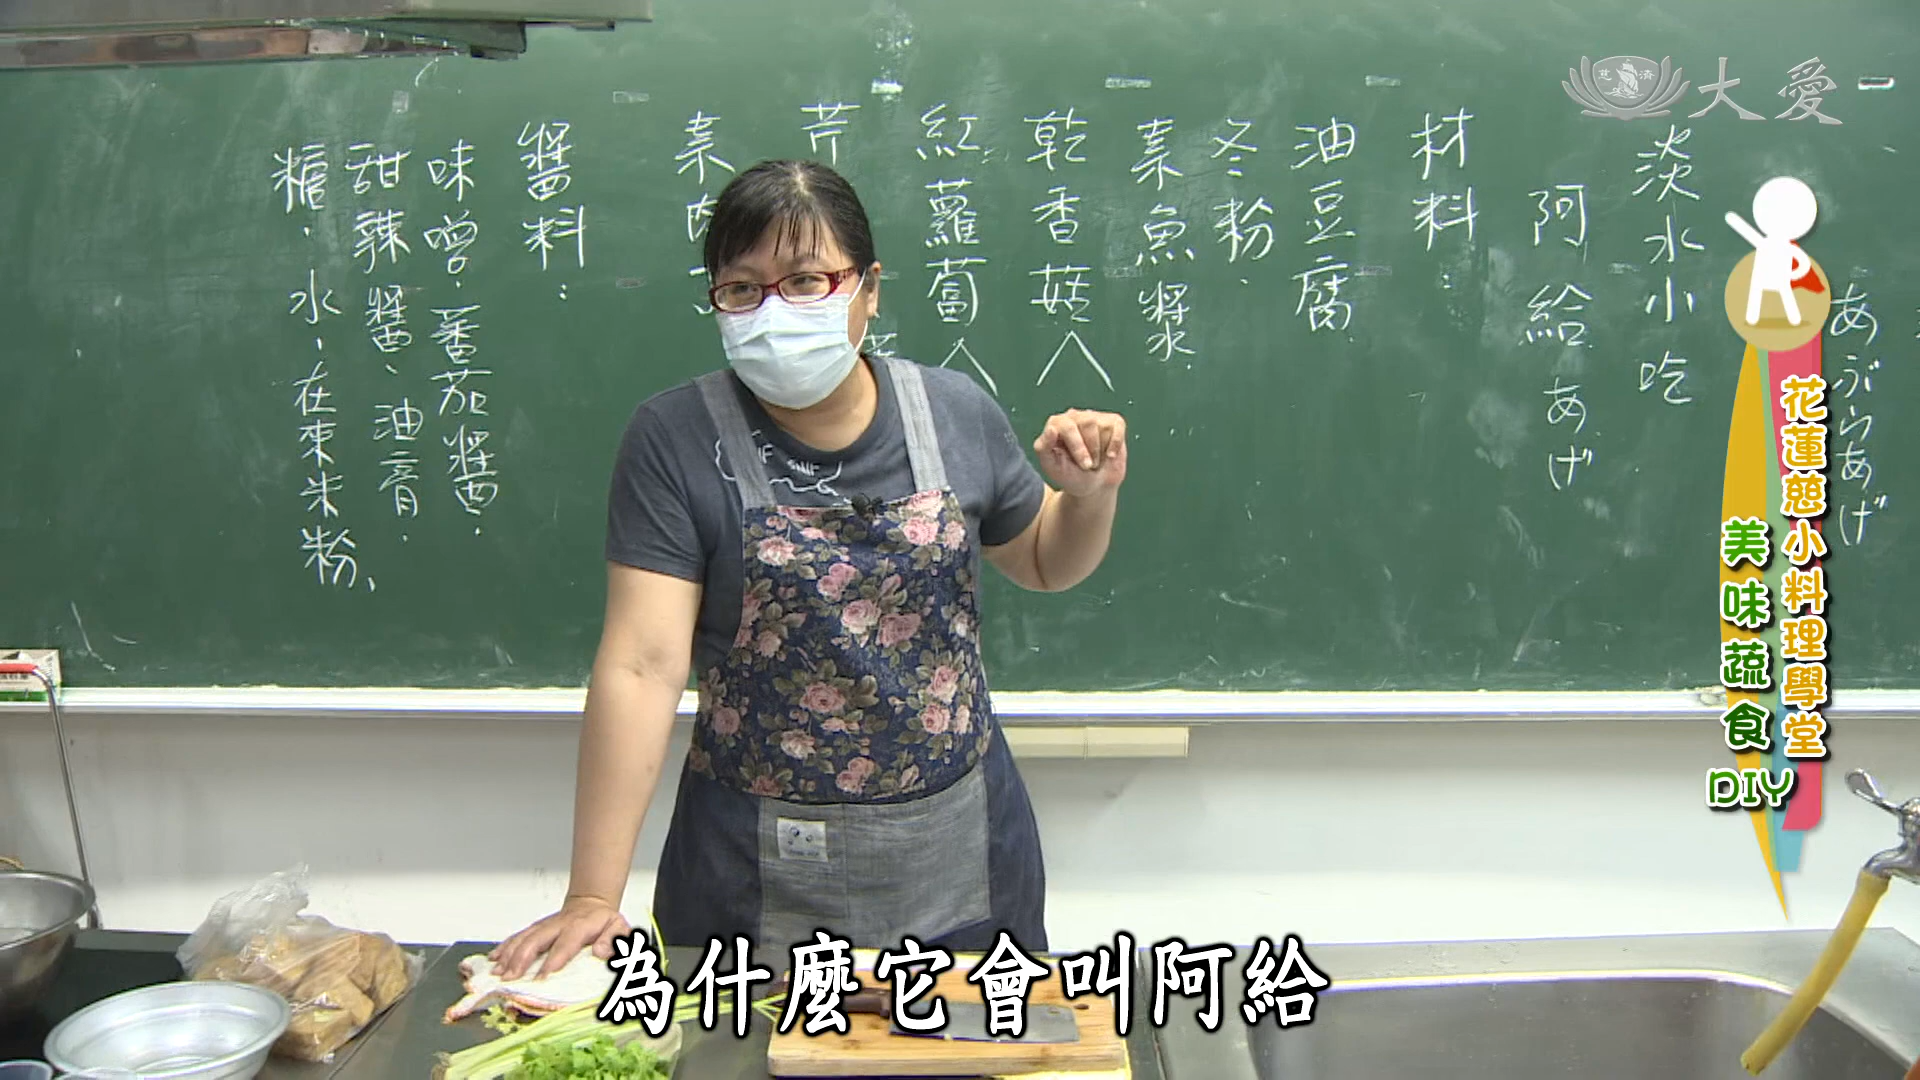 大愛
慈濟
あぶらあげ
淡水小吃
阿給あげ
材料：
油豆腐
冬粉、
素魚漿
乾香菇
紅蘿蔔
芹
素肉
醬料：
味噌、蕃茄醬、
甜辣醬、油膏、
糖、水、在來米粉、
花蓮慈小料理學堂
美味蔬食DIY
為什麼它會叫阿給